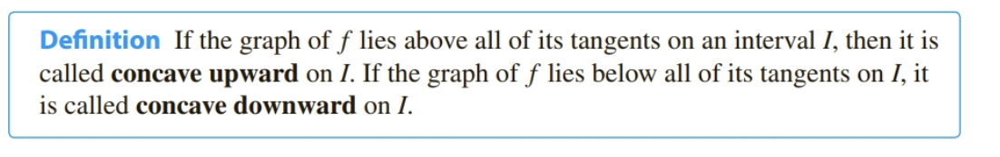 Definition If the graph of f lies above all of its tangents on an interval I, then it is
called concave upward on I. If the graph of f lies below all of its tangents on I, it
is called concave downward on I.